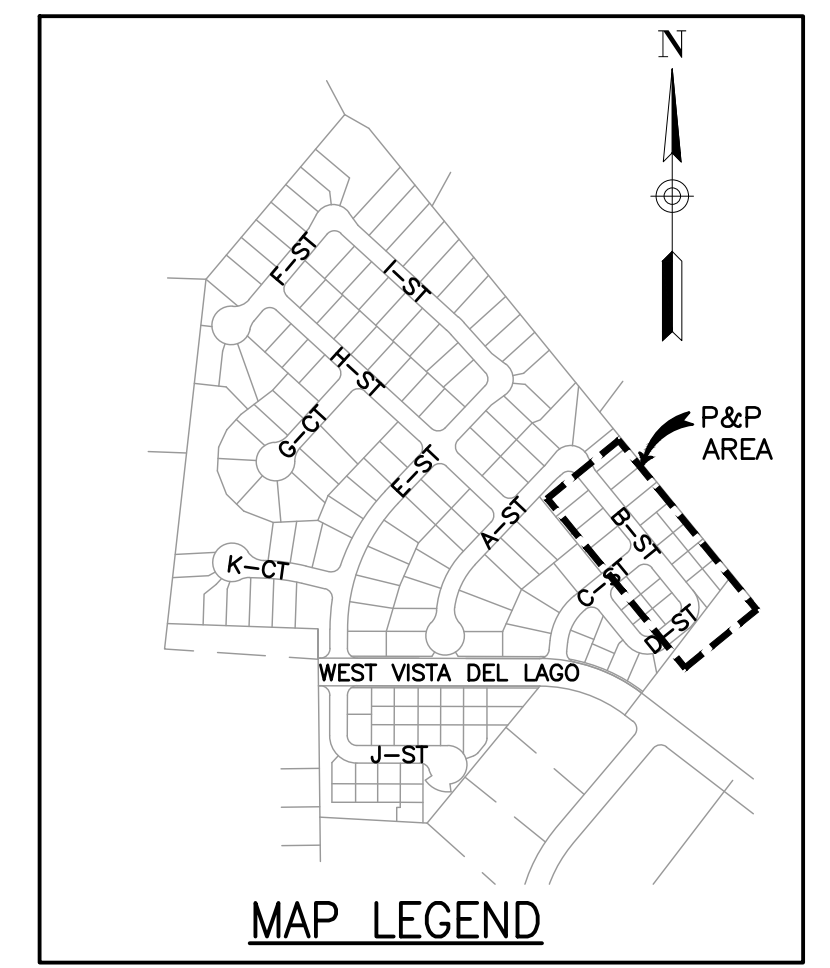 N
F-ST
I-ST
H-ST
P&P
AREA
G-CT
E-ST
A-ST
B-ST
K-CT
C-ST
D-ST
WEST VISTA DEL LAGO
J-ST
MAP LEGEND